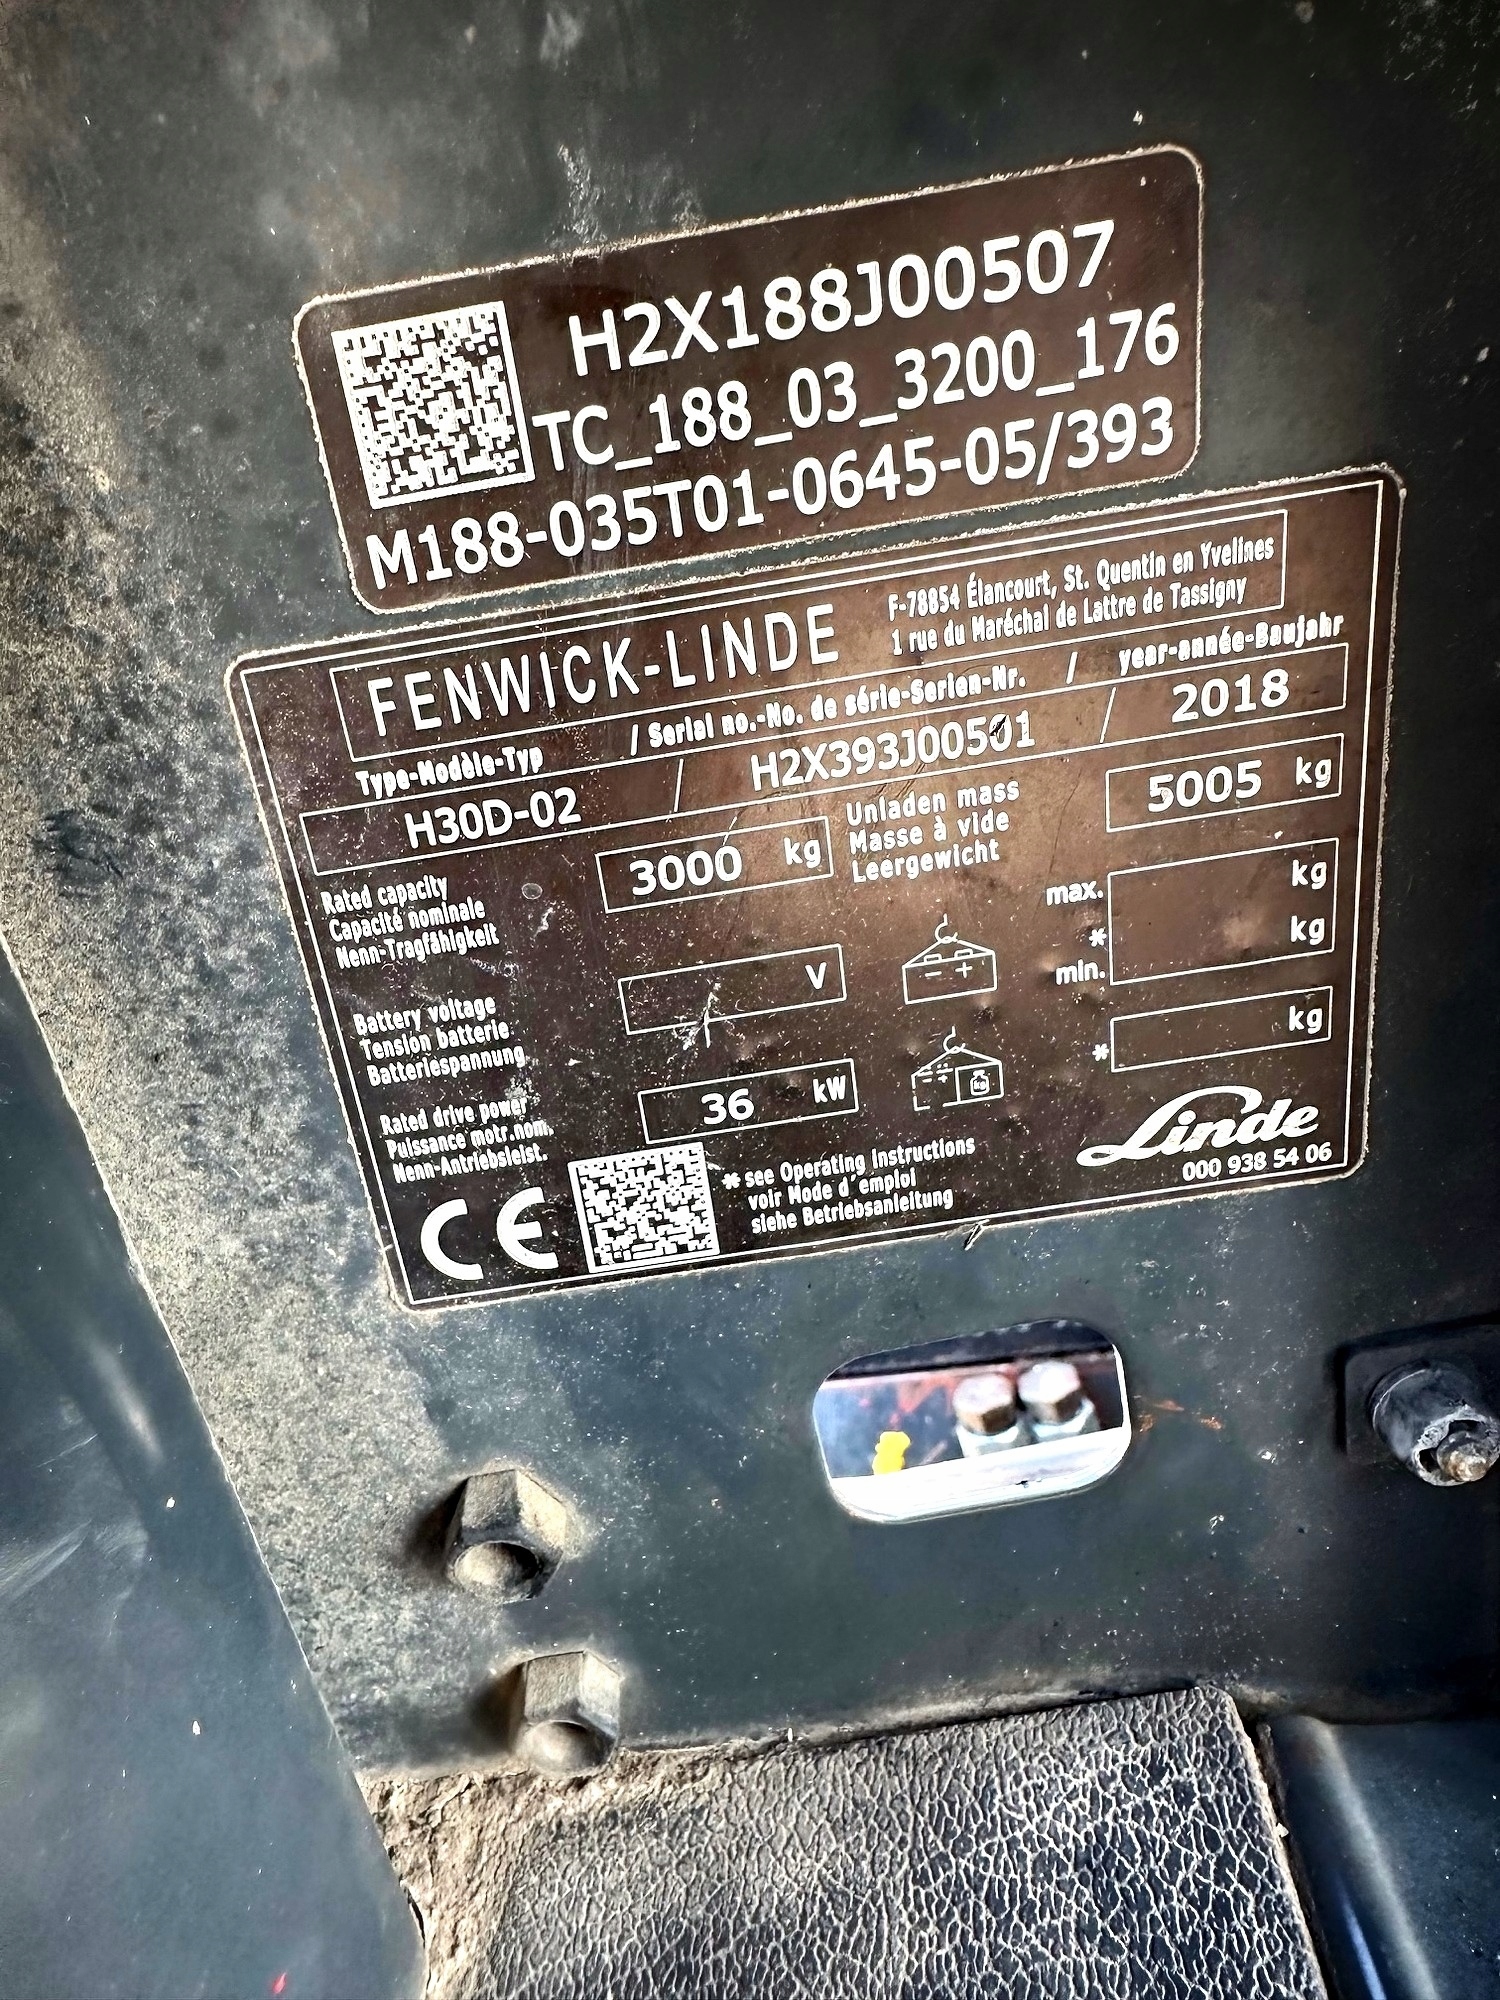 H2X188J00507
TC_188_03_3200_176
M188-035T01-0645-05/393
FENWICK-LINDE
F-78854 Élancourt, St. Quentin en Yvelines
1 rue du Maréchal de Lattre de Tassigny
Type-Modèle-Typ / Serial no.-No. de série-Serien-Nr. / year-année-Baujahr
H30D-02 / H2X393J00501 / 2018
Rated capacity
Capacité nominale
Nenn-Tragfähigkeit
3000 kg
Unladen mass
Masse à vide
Leergewicht
5005 kg
Battery voltage
Tension batterie
Batteriespannung
V
max. kg
* kg
min.
* kg
Rated drive power
Puissance motr.nom.
Nenn-Antriebsleist.
36 kW
- +
- +
kg
CE
* see Operating instructions
voir Mode d'emploi
siehe Betriebsanleitung
Linde
000 938 54 06